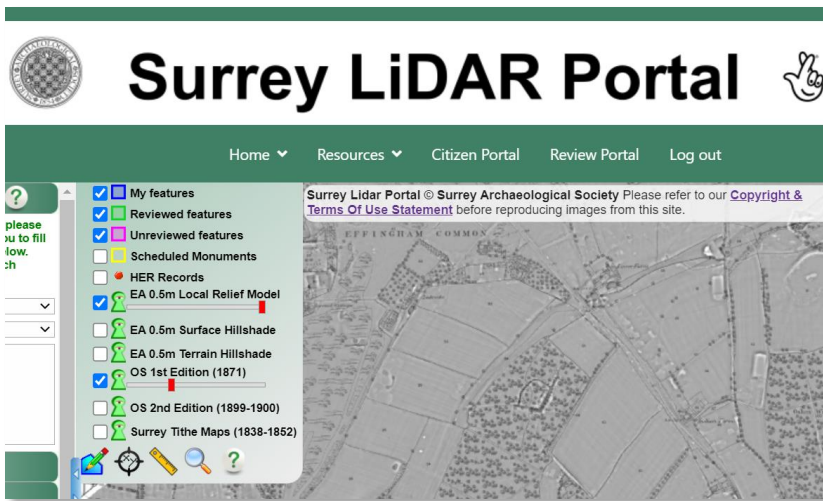 Surrey LiDAR Portal
Home
Resources
Citizen Portal
Review Portal
Log out
?
please
ou to fill
low.
ch
My features
Reviewed features
Unreviewed features
Scheduled Monuments
HER Records
EA 0.5m Local Relief Model
EA 0.5m Surface Hillshade
EA 0.5m Terrain Hillshade
OS 1st Edition (1871)
OS 2nd Edition (1899-1900)
Surrey Tithe Maps (1838-1852)
?
Surrey Lidar Portal © Surrey Archaeological Society Please refer to our Copyright &
Terms Of Use Statement before reproducing images from this site.
EFFINGHAM COMMON